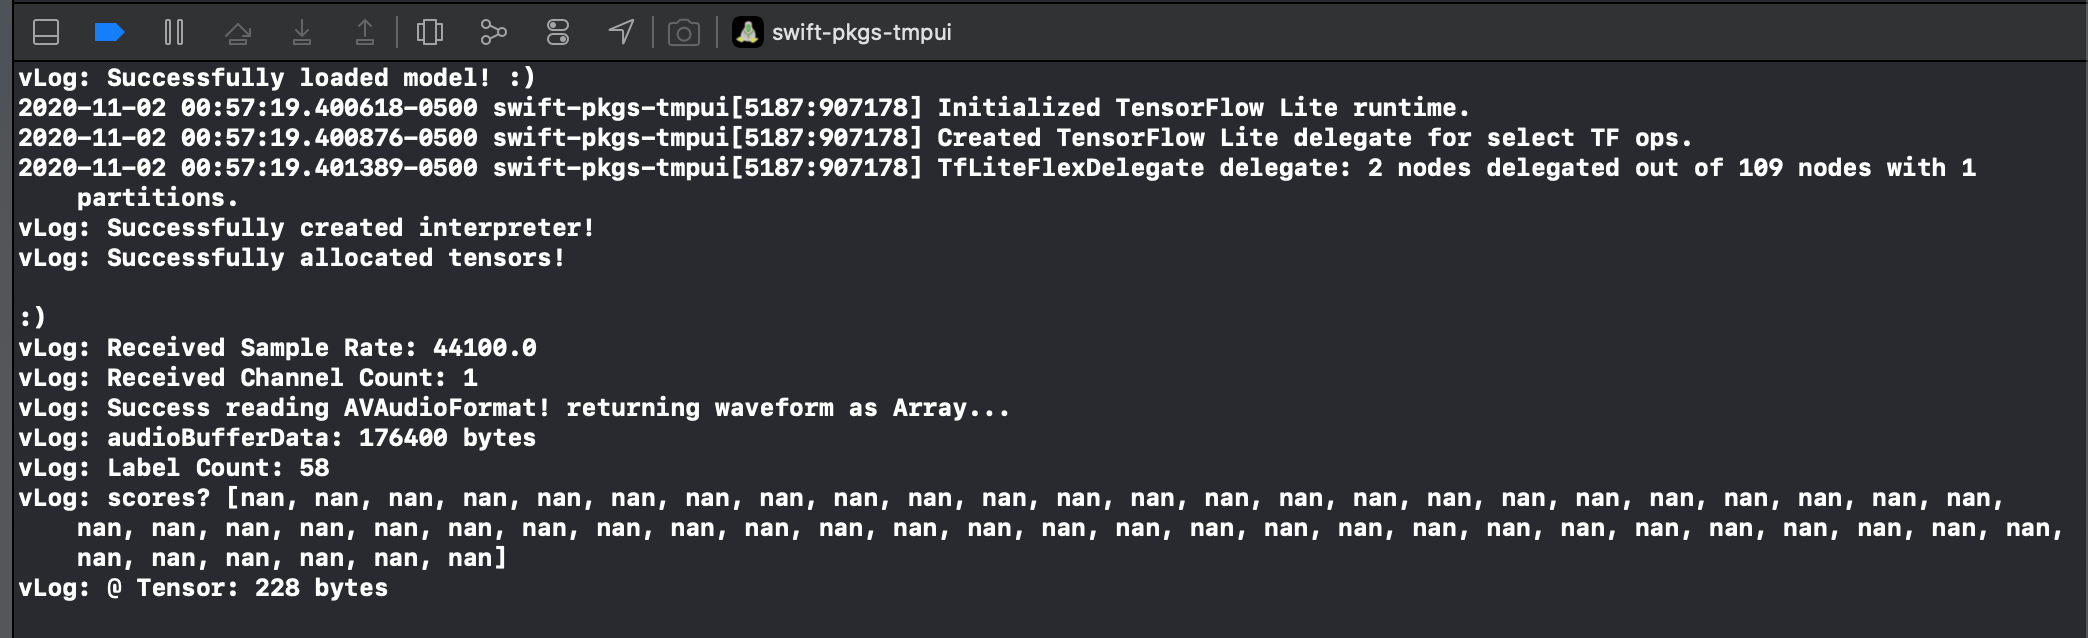 swift-pkgs-tmpui
vLog: Successfully loaded model! :)
2020-11-02 00:57:19.400618-0500 swift-pkgs-tmpui[5187:907178] Initialized TensorFlow Lite runtime.
2020-11-02 00:57:19.400876-0500 swift-pkgs-tmpui[5187:907178] Created TensorFlow Lite delegate for select TF ops.
2020-11-02 00:57:19.401389-0500 swift-pkgs-tmpui[5187:907178] TfLiteFlexDelegate delegate: 2 nodes delegated out of 109 nodes with 1
partitions.
vLog: Successfully created interpreter!
vLog: Successfully allocated tensors!
:)
vLog: Received Sample Rate: 44100.0
vLog: Received Channel Count: 1
vLog: Success reading AVAudioFormat! returning waveform as Array...
vLog: audioBufferData: 176400 bytes
vLog: Label Count: 58
vLog: scores? [nan, nan, nan, nan, nan, nan, nan, nan, nan, nan, nan, nan, nan, nan, nan, nan, nan, nan, nan, nan, nan, nan, nan, nan,
nan, nan, nan, nan, nan, nan, nan, nan, nan, nan, nan, nan, nan, nan, nan, nan, nan, nan, nan, nan, nan, nan, nan, nan, nan, nan, nan,
nan, nan, nan, nan, nan, nan]
vLog: @ Tensor: 228 bytes